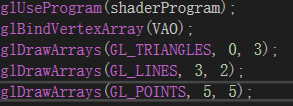 glUseProgram(shaderProgram);
glBindVertexArray(VAO);
glDrawArrays(GL_TRIANGLES, 0, 3);
glDrawArrays(GL_LINES, 3, 2);
glDrawArrays(GL_POINTS, 5, 5);